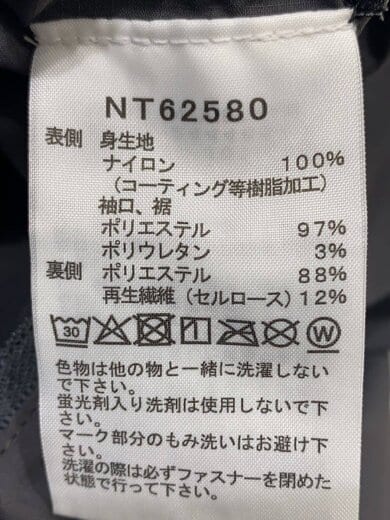 NT62580
表側 身生地
ナイロン 100%
（コーティング等樹脂加工）
袖口、裾
ポリエステル 97%
ポリウレタン 3%
裏側 ポリエステル 88%
再生繊維（セルロース）12%
30 W
色物は他の物と一緒に洗濯しない
で下さい。
蛍光剤入り洗剤は使用しないで下
さい。
マーク部分のもみ洗いはお避け下
さい。
洗濯の際は必ずファスナーを閉めた
状態で行って下さい。